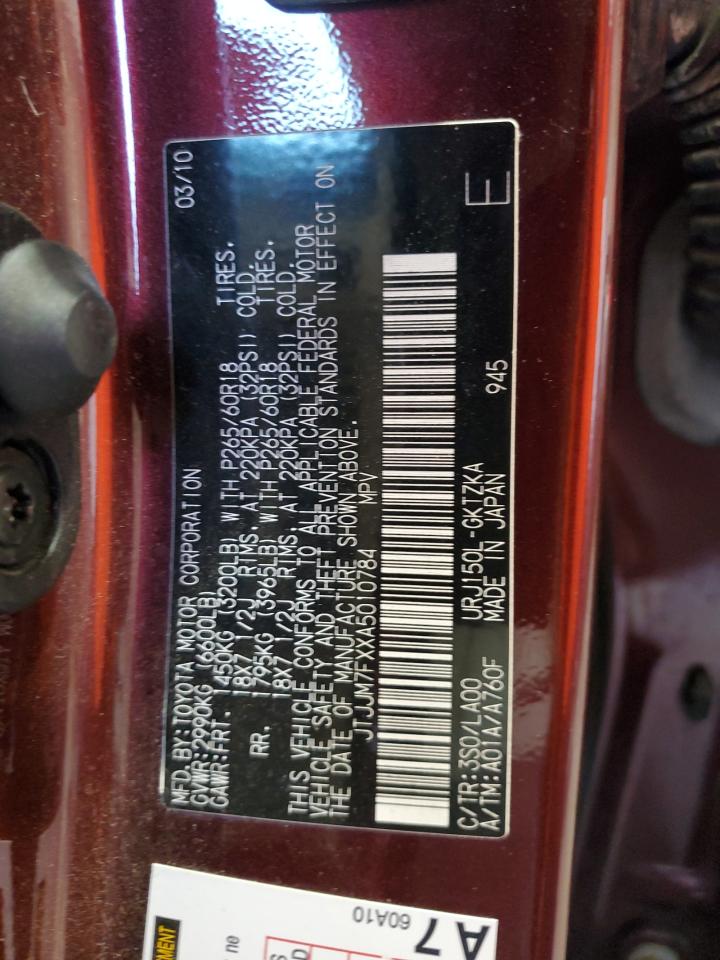 MFD. BY: TOYOTA MOTOR CORPORATION 03/10
GVWR: 2990KG (6600LB)
GAWR: FRT. 1450KG (3200LB) WITH P265/60R18 TIRES,
18X7 1/2J RIMS, AT 220KPA (32PSI) COLD.
RR. 1795KG (3965LB) WITH P265/60R18 TIRES,
18X7 1/2J RIMS, AT 220KPA (32PSI) COLD.
THIS VEHICLE CONFORMS TO ALL APPLICABLE FEDERAL MOTOR
VEHICLE SAFETY AND THEFT PREVENTION STANDARDS IN EFFECT ON
THE DATE OF MANUFACTURE SHOWN ABOVE.
JTJJM7FXXA5010784 MPV
C/TR: 3S0/LA00 URJ150L-GKTZKA E
A/TM: A01A/A760F MADE IN JAPAN 945
60A10
A7